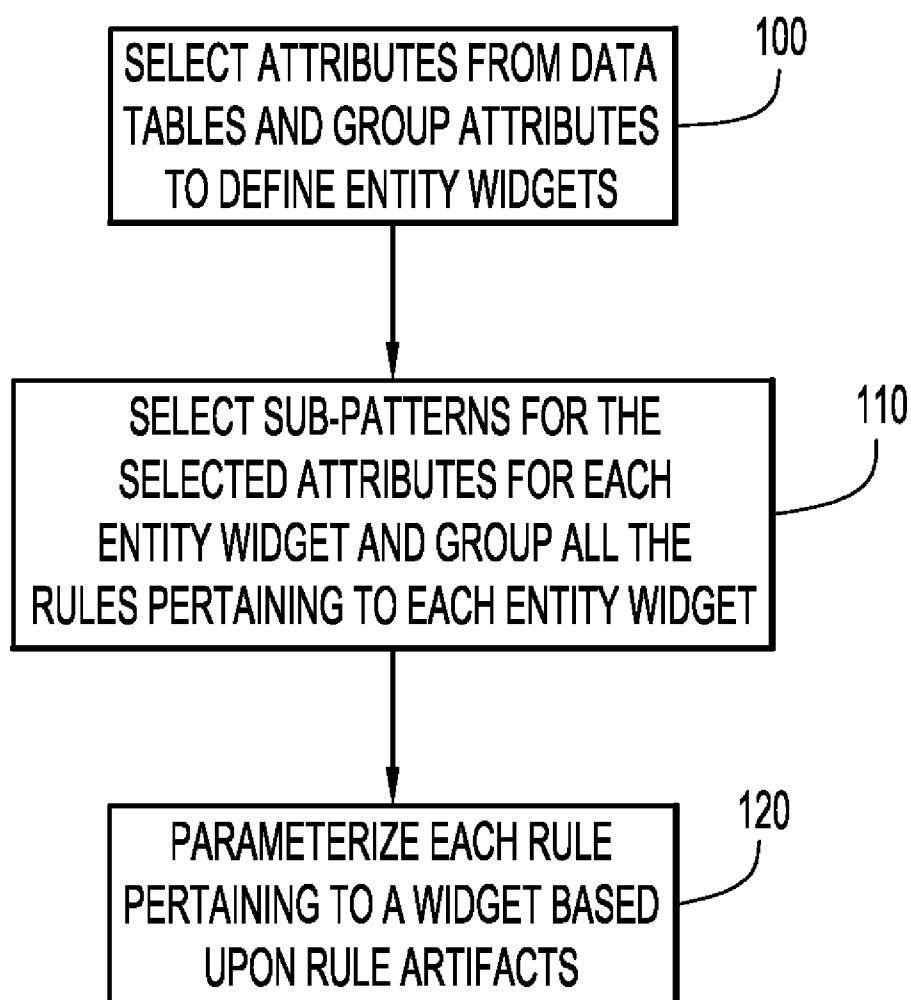 100
SELECT ATTRIBUTES FROM DATA
TABLES AND GROUP ATTRIBUTES
TO DEFINE ENTITY WIDGETS
110
SELECT SUB-PATTERNS FOR THE
SELECTED ATTRIBUTES FOR EACH
ENTITY WIDGET AND GROUP ALL THE
RULES PERTAINING TO EACH ENTITY WIDGET
120
PARAMETERIZE EACH RULE
PERTAINING TO A WIDGET BASED
UPON RULE ARTIFACTS